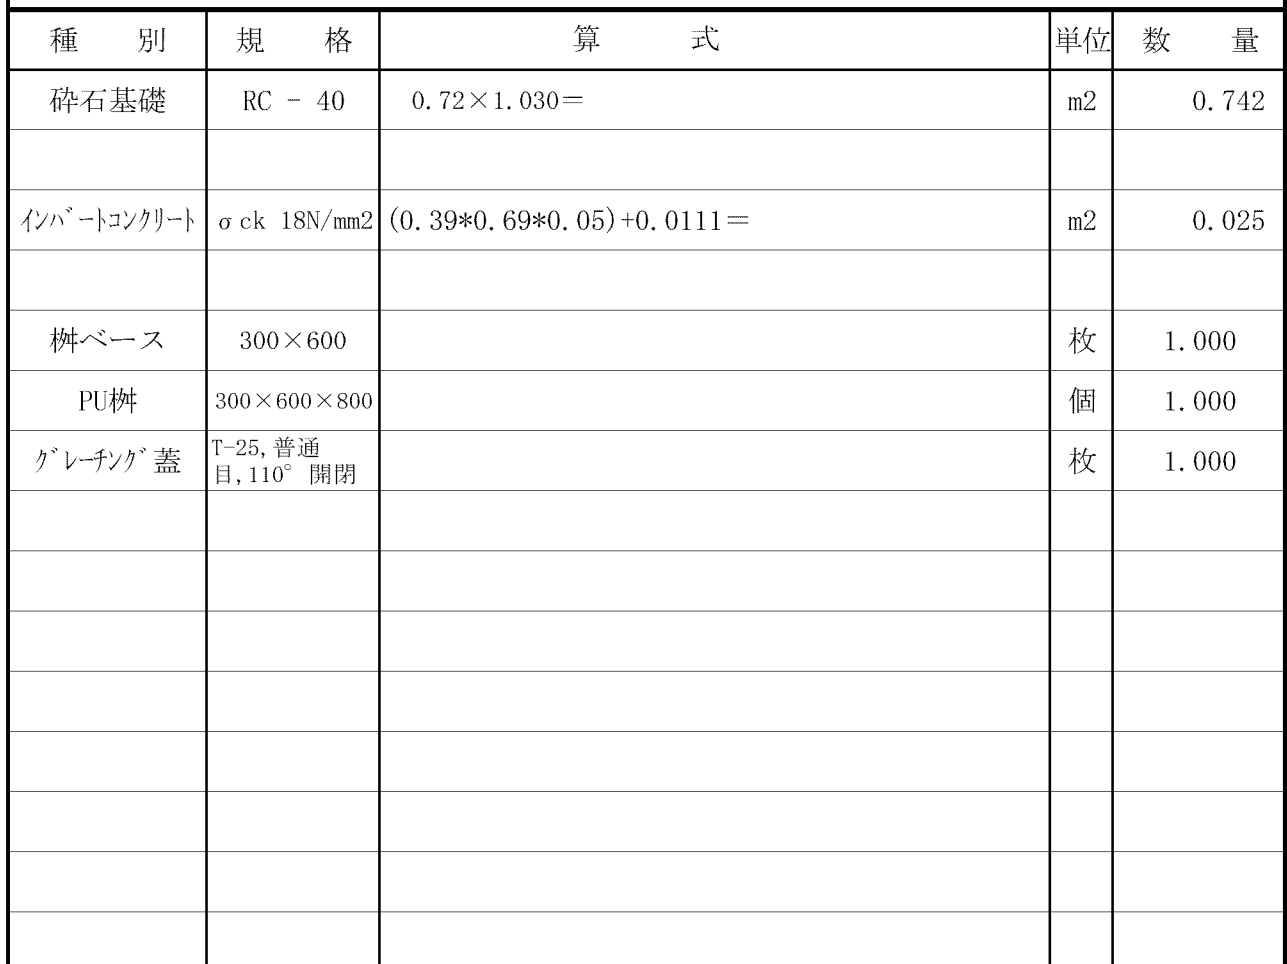 種　別 規　格 算　式 単位 数　量
砕石基礎 RC － 40 0.72×1.030＝ m2 0.742
ｲﾝﾊﾞｰﾄｺﾝｸﾘｰﾄ σck 18N/mm2 (0.39*0.69*0.05)+0.0111＝ m2 0.025
桝ベース 300×600 枚 1.000
PU桝 300×600×800 個 1.000
ｸﾞﾚｰﾁﾝｸﾞ蓋 T-25,普通 枚 1.000
目,110°開閉